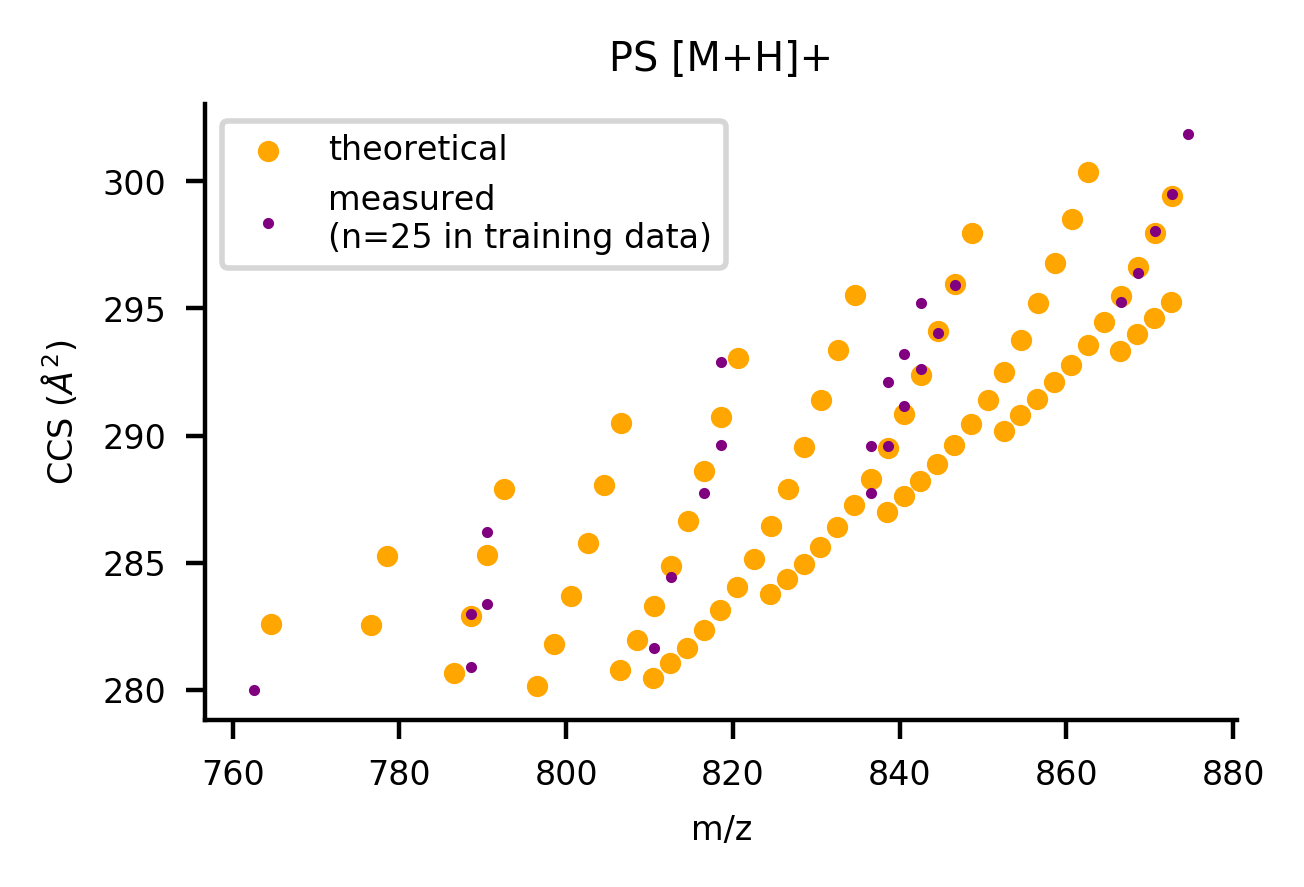 PS [M+H]+
theoretical
measured
(n=25 in training data)
CCS (Å²)
300
295
290
285
280
760 780 800 820 840 860 880
m/z